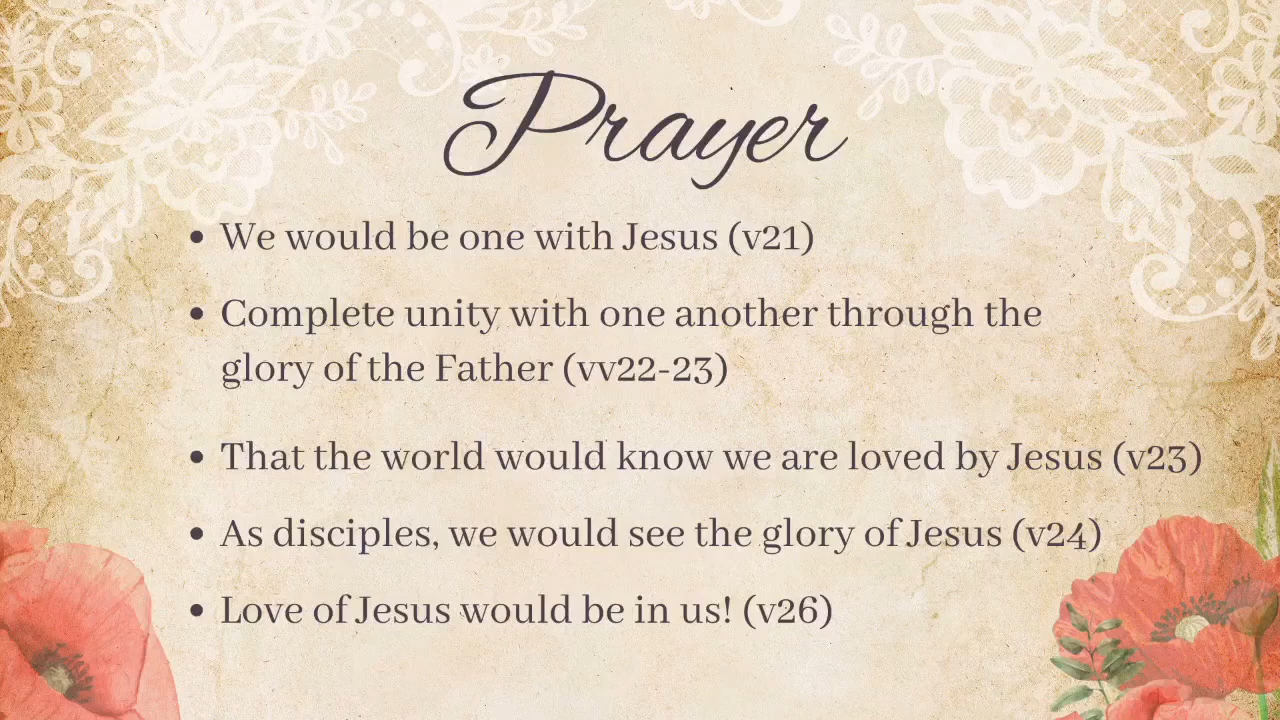 Prayer
• We would be one with Jesus (v21)
• Complete unity with one another through the
glory of the Father (vv22-23)
• That the world would know we are loved by Jesus (v23)
• As disciples, we would see the glory of Jesus (v24)
• Love of Jesus would be in us! (v26)